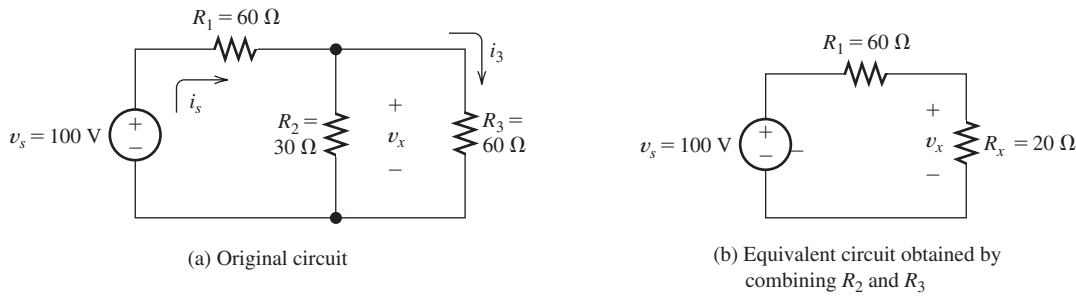 R₁ = 60 Ω
i₃
iₛ
+
−
vₛ = 100 V
R₂ =
30 Ω
+
vₓ
−
R₃ =
60 Ω
(a) Original circuit
R₁ = 60 Ω
vₛ = 100 V
+
−
+
vₓ
−
Rₓ = 20 Ω
(b) Equivalent circuit obtained by
combining R₂ and R₃